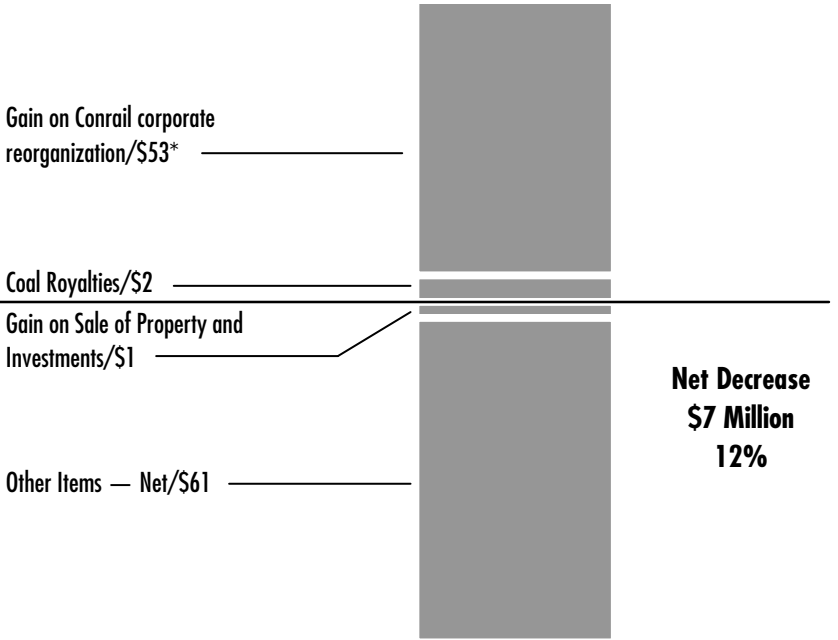 Gain on Conrail corporate
reorganization/$53*
Coal Royalties/$2
Gain on Sale of Property and
Investments/$1
Net Decrease
$7 Million
12%
Other Items — Net/$61